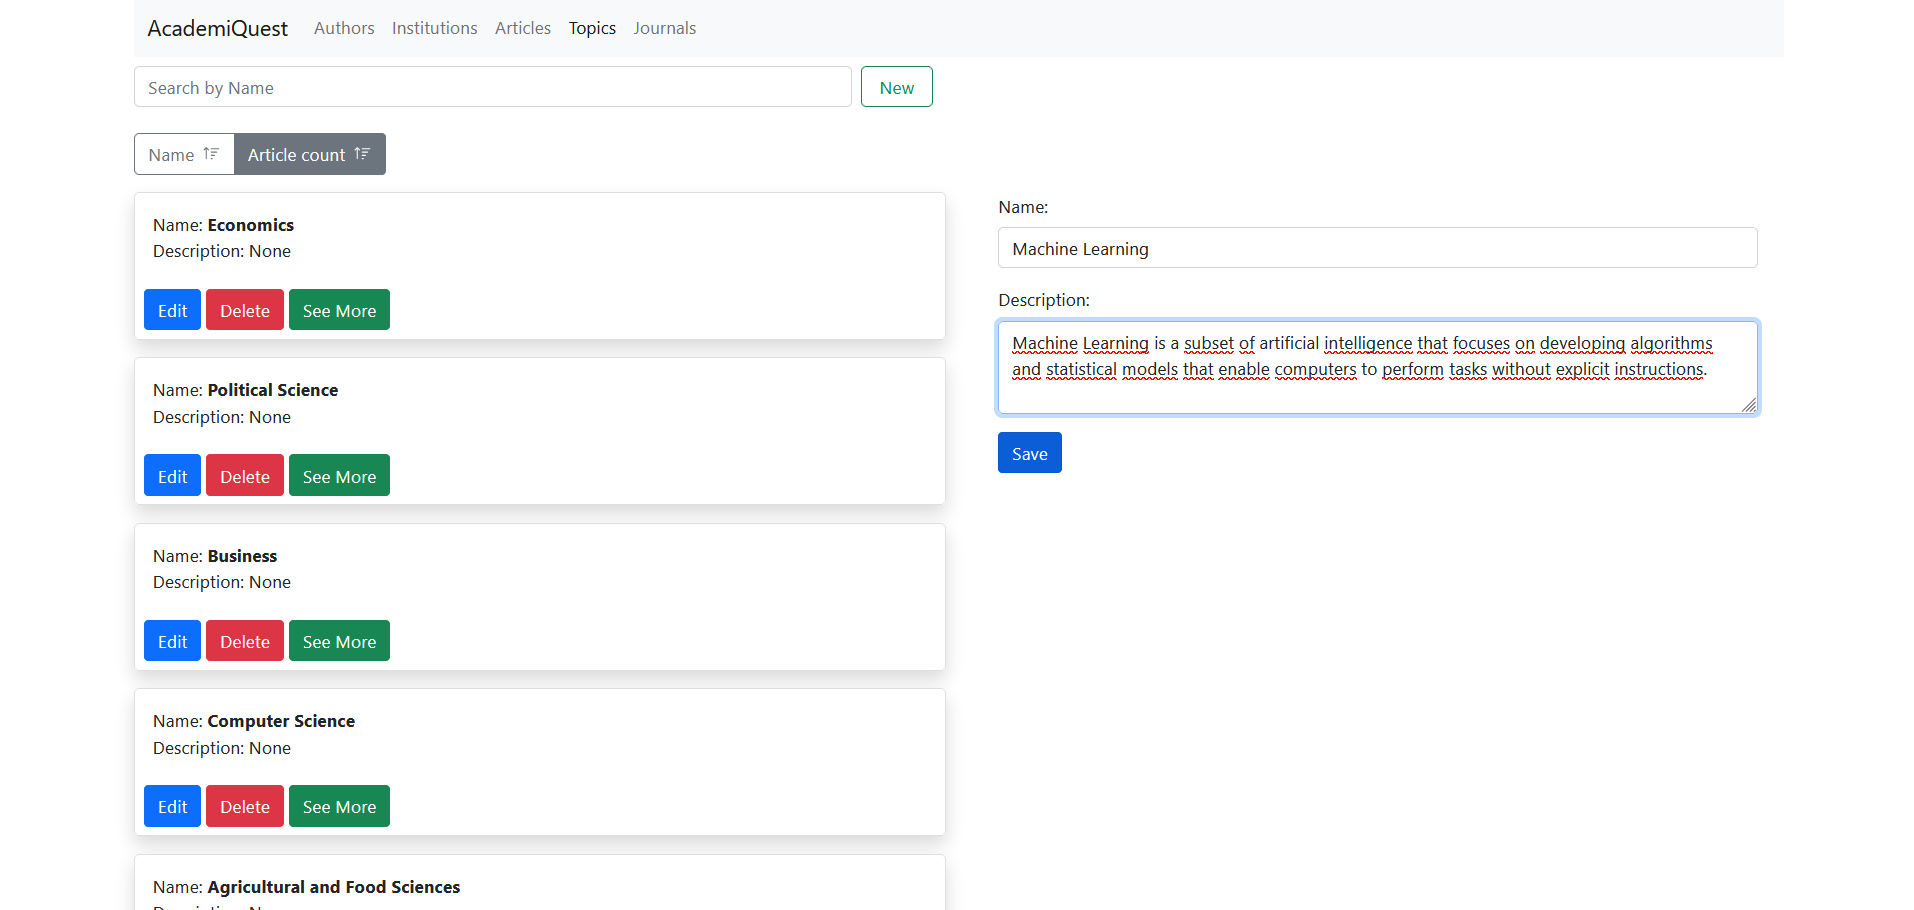 AcademiQuest Authors Institutions Articles Topics Journals
Search by Name New
Name Article count
Name: Economics
Description: None
Edit Delete See More
Name: Political Science
Description: None
Edit Delete See More
Name: Business
Description: None
Edit Delete See More
Name: Computer Science
Description: None
Edit Delete See More
Name: Agricultural and Food Sciences
Name:
Machine Learning
Description:
Machine Learning is a subset of artificial intelligence that focuses on developing algorithms
and statistical models that enable computers to perform tasks without explicit instructions.
Save